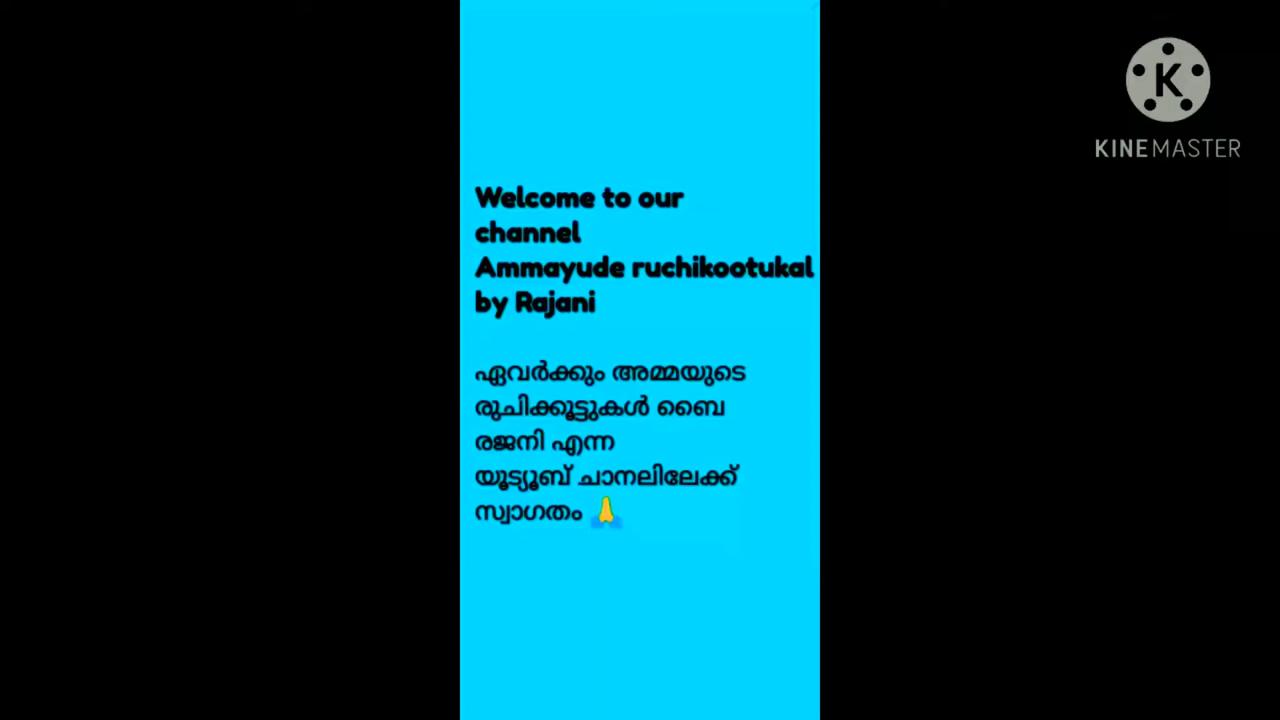 Welcome to our
channel
Ammayude ruchikootukal
by Rajani
ഏവർക്കും അമ്മയുടെ
രുചിക്കൂട്ടുകൾ ബൈ
രജനി എന്ന
യൂട്യൂബ് ചാനലിലേക്ക്
സ്വാഗതം 🙏
K
KINEMASTER